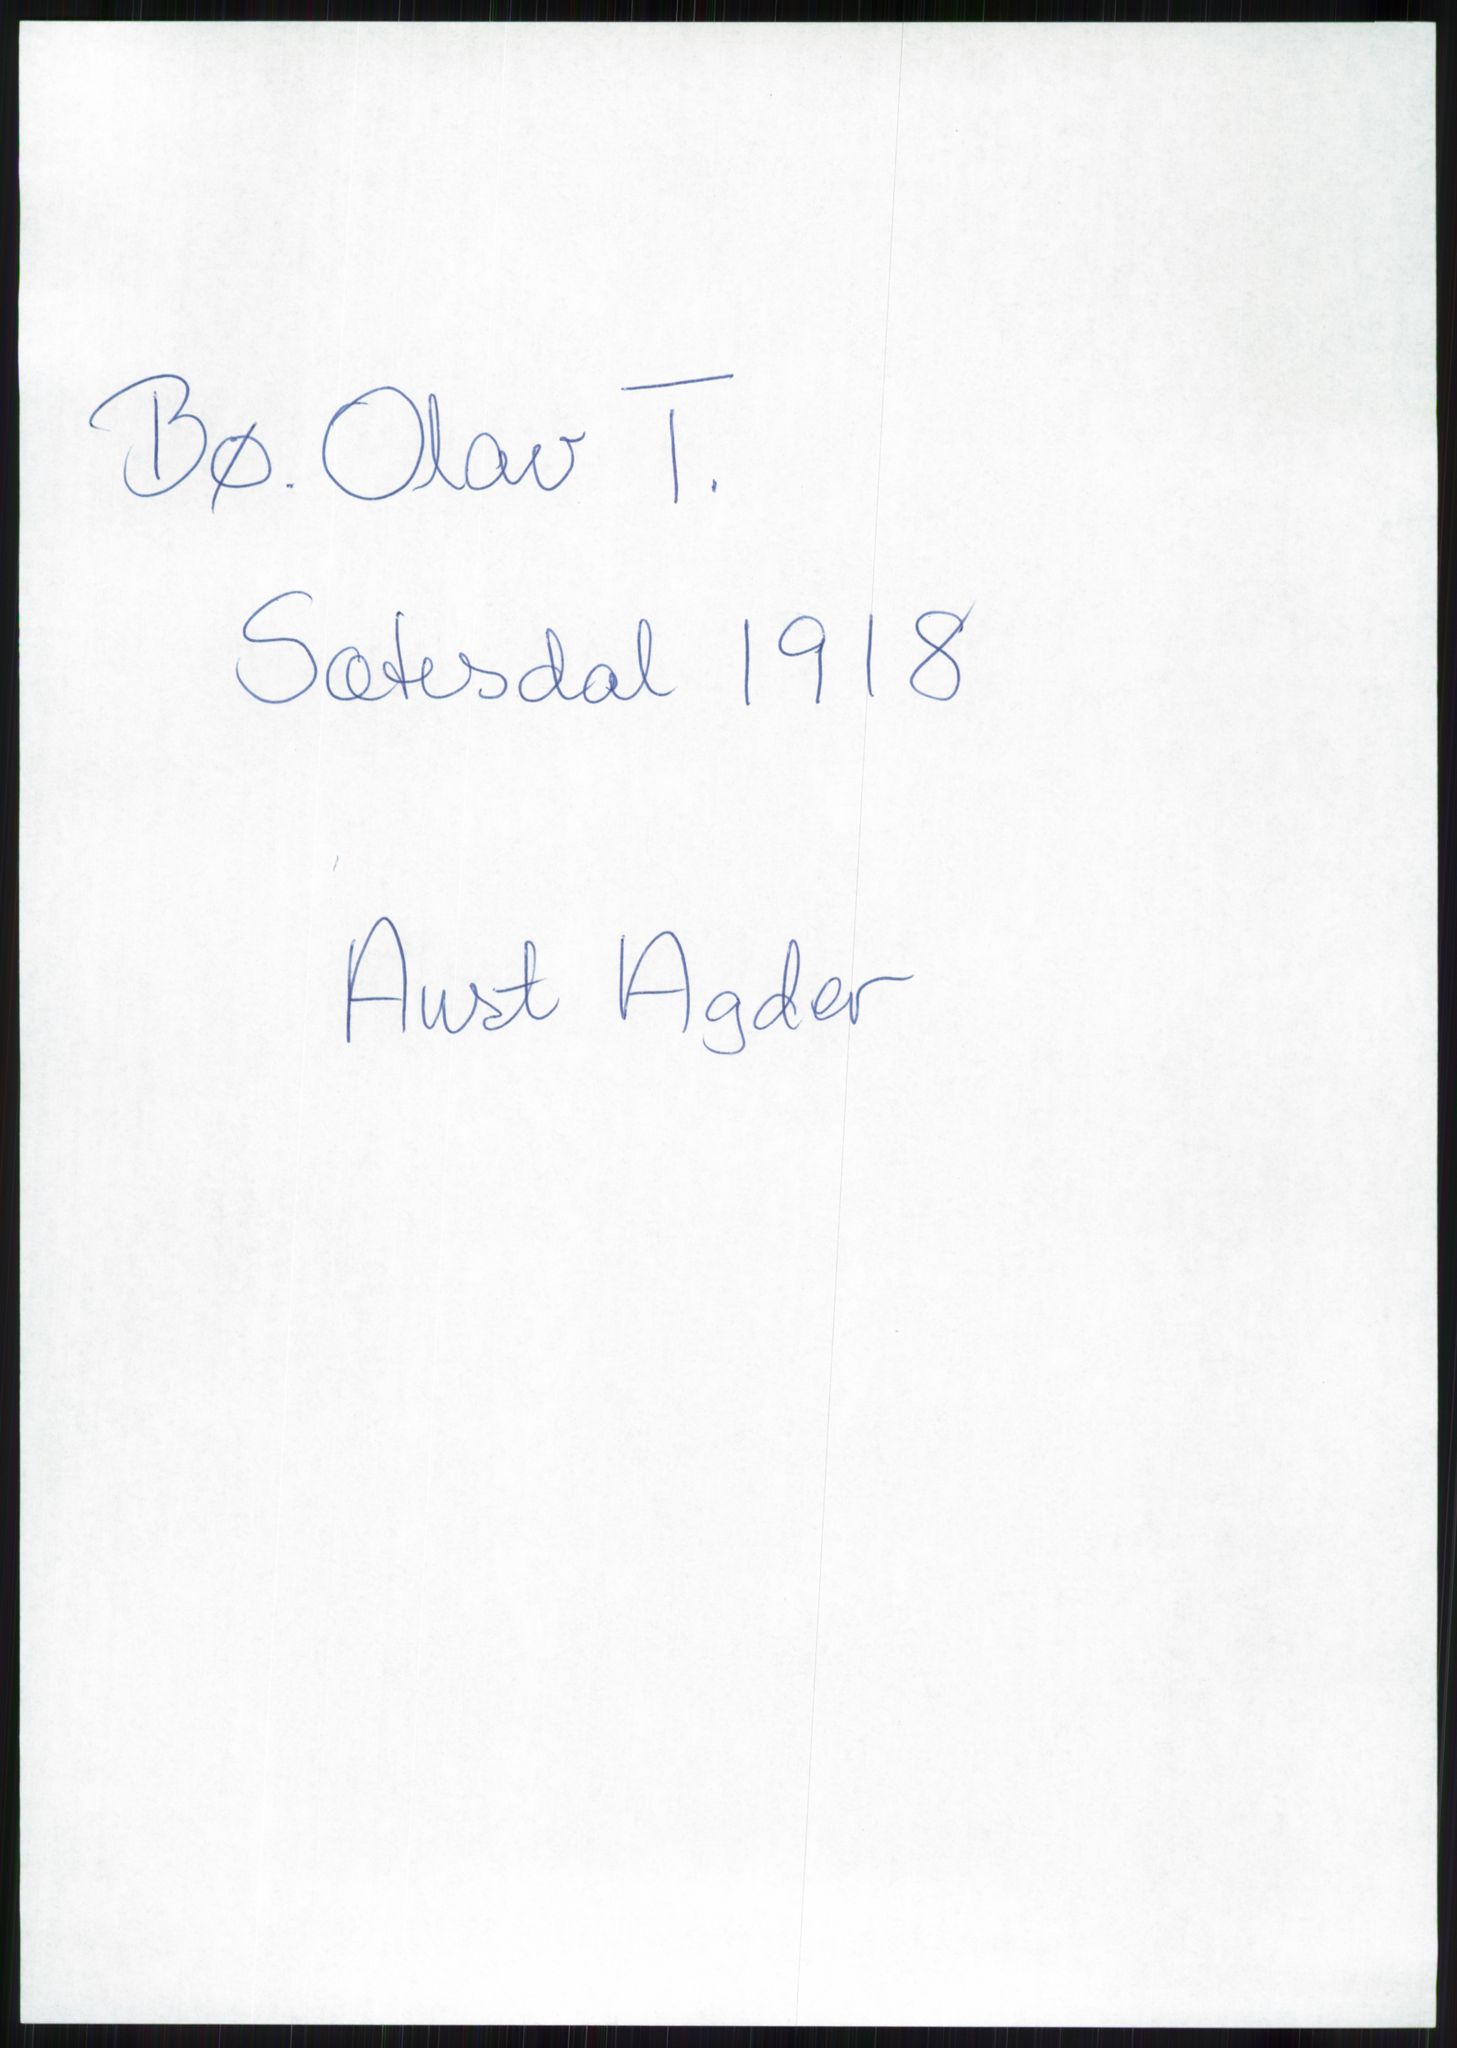 Bø. Olav T.
Sætesdal 1918
Aust Agder